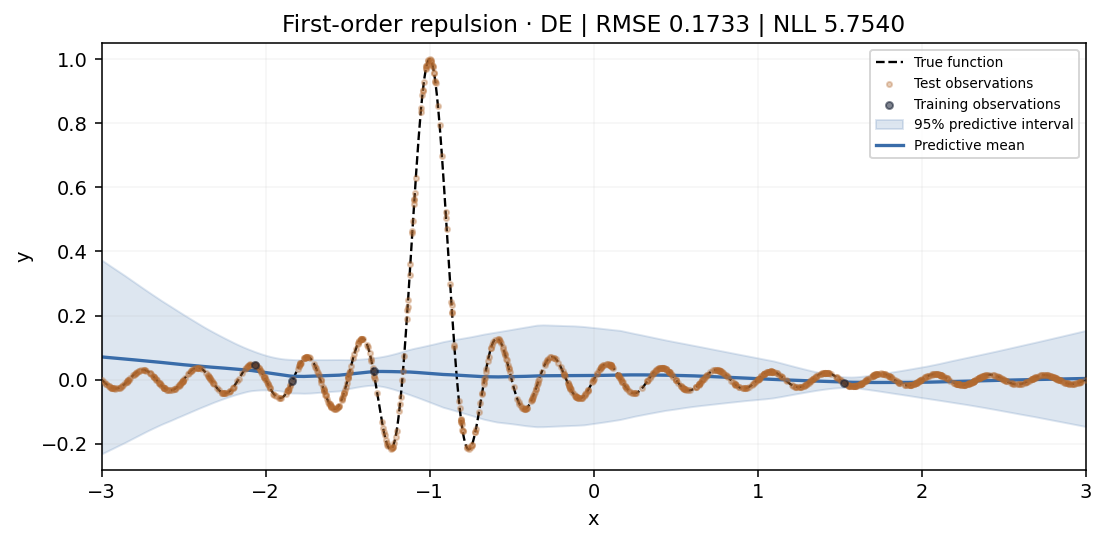 First-order repulsion · DE | RMSE 0.1733 | NLL 5.7540
True function
Test observations
Training observations
95% predictive interval
Predictive mean
y
1.0
0.8
0.6
0.4
0.2
0.0
−0.2
−3
−2
−1
0
1
2
3
x